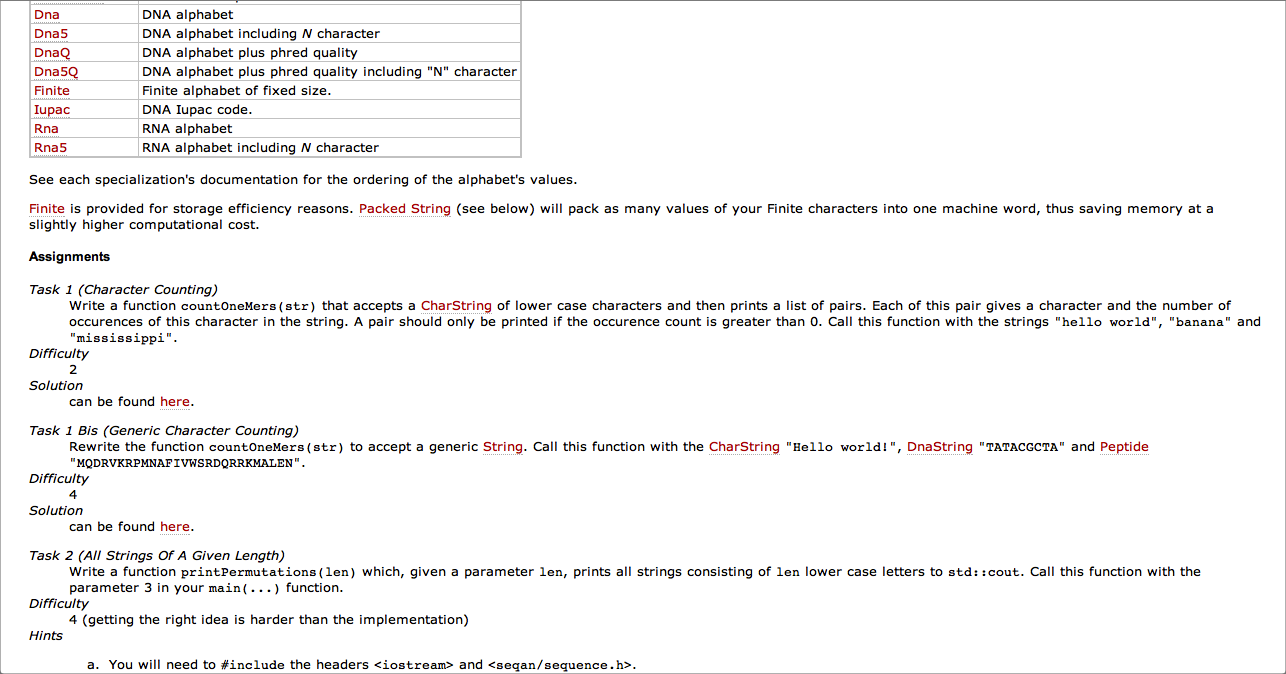 Dna DNA alphabet
Dna5 DNA alphabet including N character
DnaQ DNA alphabet plus phred quality
Dna5Q DNA alphabet plus phred quality including "N" character
Finite Finite alphabet of fixed size.
Iupac DNA Iupac code.
Rna RNA alphabet
Rna5 RNA alphabet including N character
See each specialization's documentation for the ordering of the alphabet's values.
Finite is provided for storage efficiency reasons. Packed String (see below) will pack as many values of your Finite characters into one machine word, thus saving memory at a
slightly higher computational cost.
Assignments
Task 1 (Character Counting)
Write a function countOneMers(str) that accepts a CharString of lower case characters and then prints a list of pairs. Each of this pair gives a character and the number of
occurences of this character in the string. A pair should only be printed if the occurence count is greater than 0. Call this function with the strings "hello world", "banana" and
"mississippi".
Difficulty
2
Solution
can be found here.
Task 1 Bis (Generic Character Counting)
Rewrite the function countOneMers(str) to accept a generic String. Call this function with the CharString "Hello world!", DnaString "TATACGCTA" and Peptide
"MQDRVKRPMNAFIVWSRDQRRKMALEN".
Difficulty
4
Solution
can be found here.
Task 2 (All Strings Of A Given Length)
Write a function printPermutations(len) which, given a parameter len, prints all strings consisting of len lower case letters to std::cout. Call this function with the
parameter 3 in your main(...) function.
Difficulty
4 (getting the right idea is harder than the implementation)
Hints
a. You will need to #include the headers <iostream> and <seqan/sequence.h>.